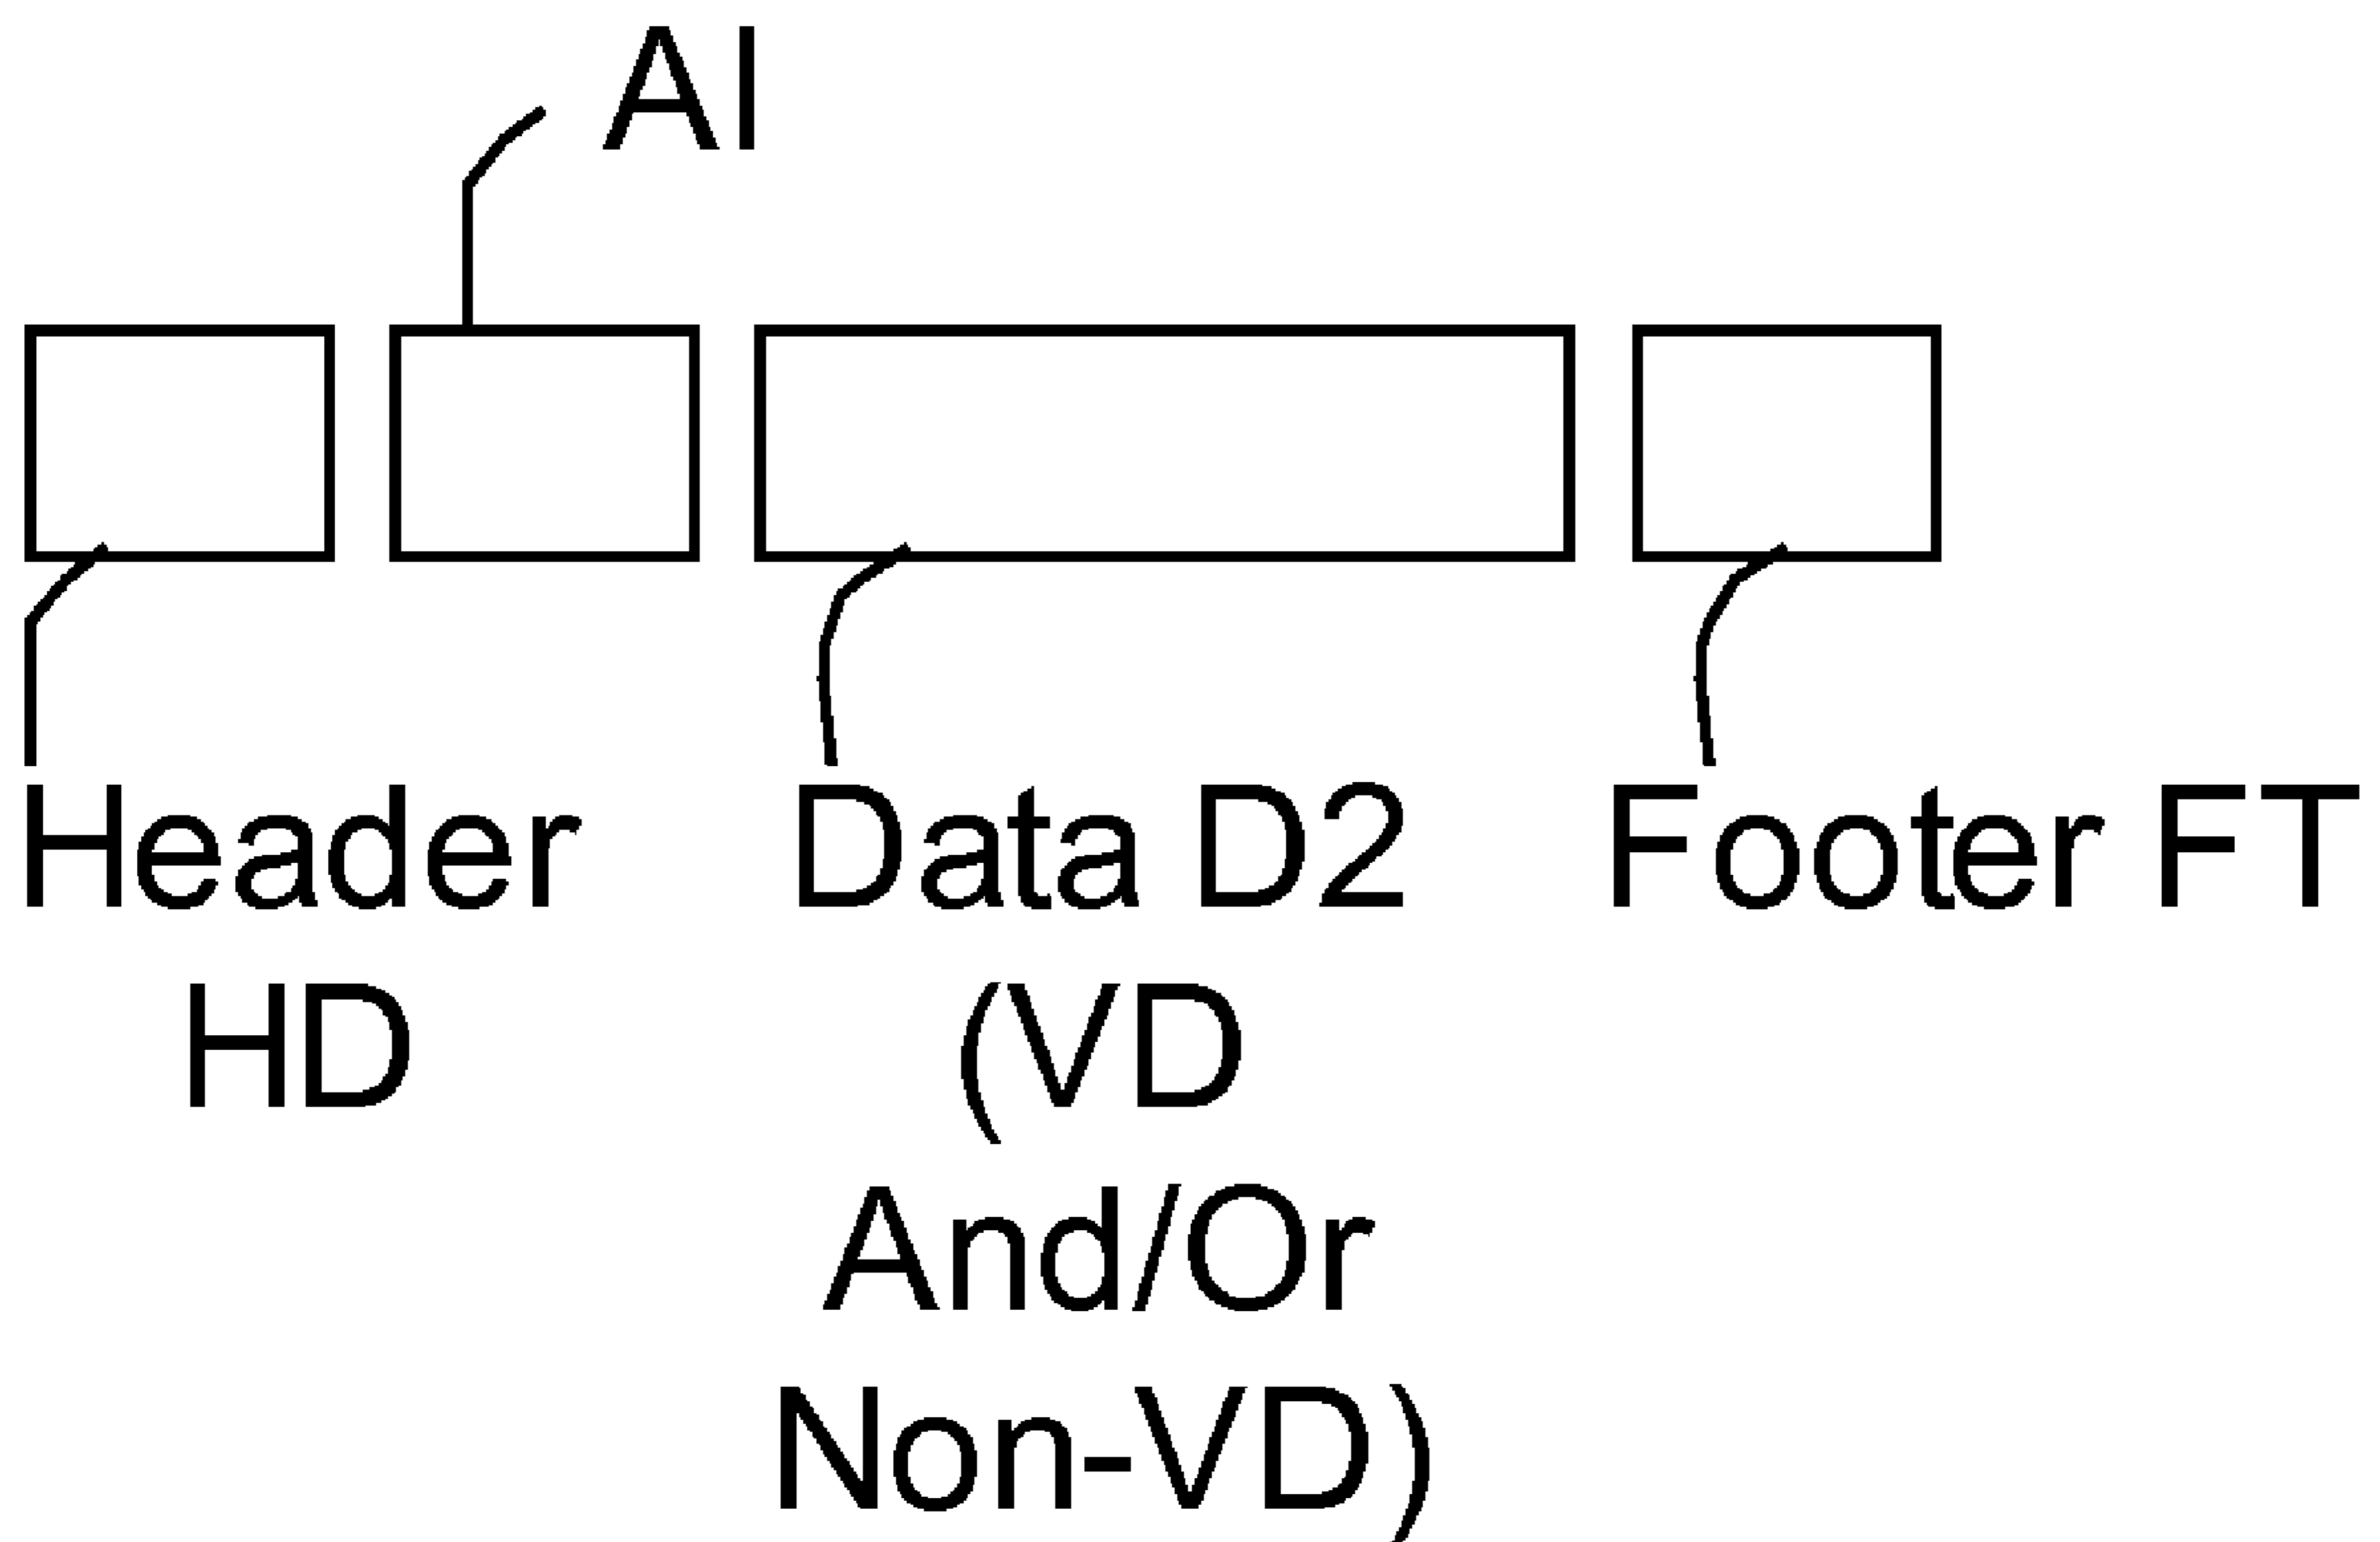 AI
Header
HD
Data D2
(VD
And/Or
Non-VD)
Footer FT